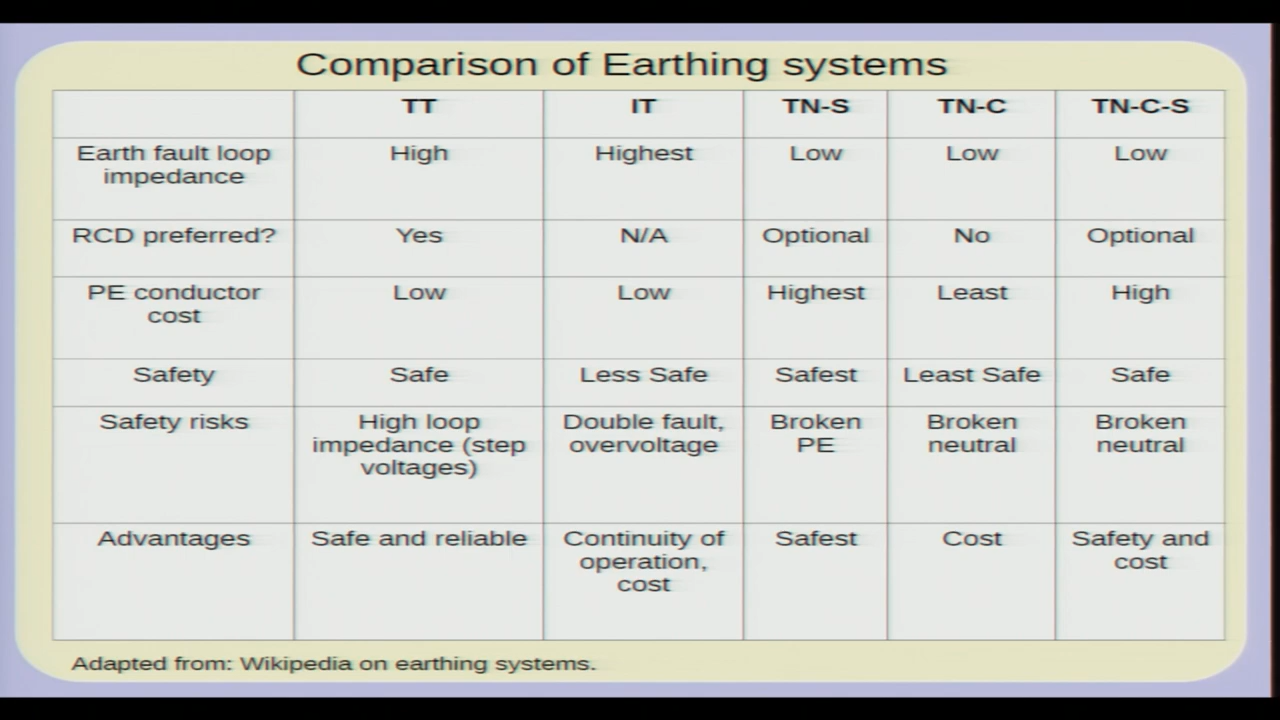 Comparison of Earthing systems
TT IT TN-S TN-C TN-C-S
Earth fault loop impedance High Highest Low Low Low
RCD preferred? Yes N/A Optional No Optional
PE conductor cost Low Low Highest Least High
Safety Safe Less Safe Safest Least Safe Safe
Safety risks High loop impedance (step voltages) Double fault, overvoltage Broken PE Broken neutral Broken neutral
Advantages Safe and reliable Continuity of operation, cost Safest Cost Safety and cost
Adapted from: Wikipedia on earthing systems.